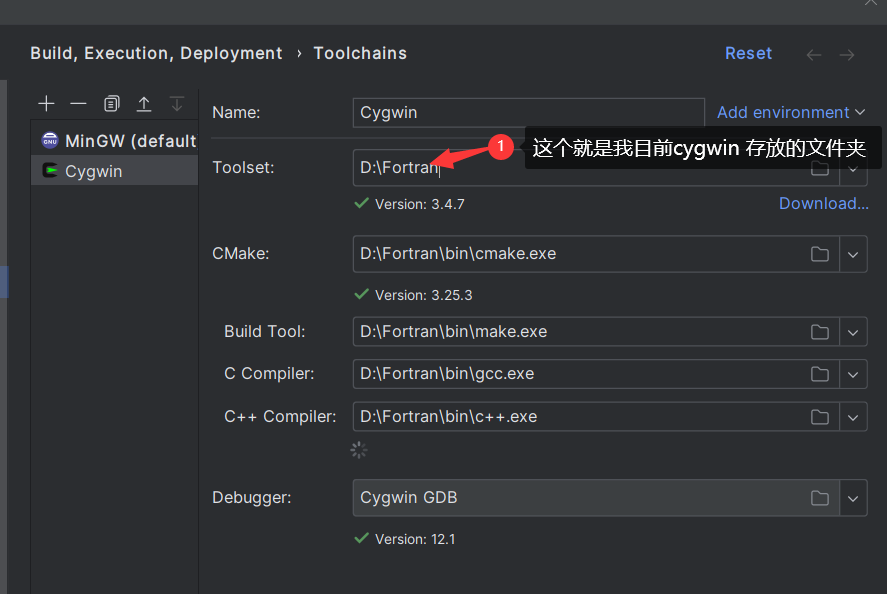 Build, Execution, Deployment › Toolchains
Reset
Name:
Cygwin
Add environment
GNU
MinGW (default
Cygwin
1
这个就是我目前cygwin 存放的文件夹
Toolset:
D:\Fortran
Version: 3.4.7
Download...
CMake:
D:\Fortran\bin\cmake.exe
Version: 3.25.3
Build Tool:
D:\Fortran\bin\make.exe
C Compiler:
D:\Fortran\bin\gcc.exe
C++ Compiler:
D:\Fortran\bin\c++.exe
Debugger:
Cygwin GDB
Version: 12.1